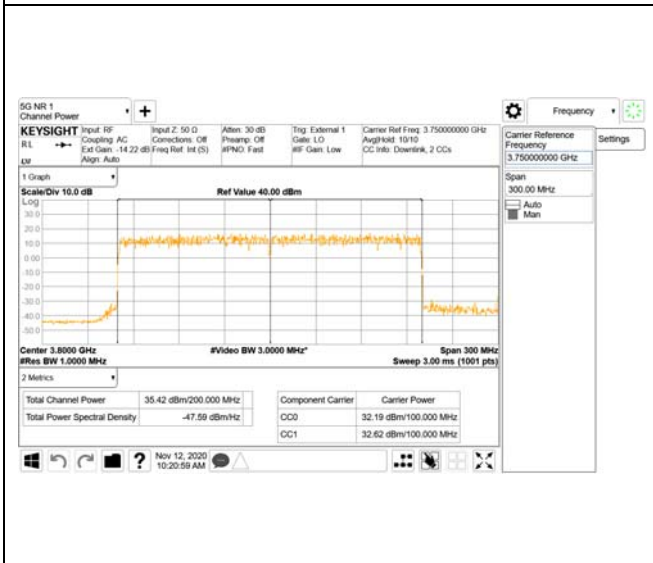 5G NR 1
Channel Power
Frequency
KEYSIGHT
RL
Input: RF
Coupling: AC
Ext Gain: -14.22 dB
Align: Auto
Input Z: 50 Ω
Corrections: Off
Freq Ref: Int (S)
Atten: 30 dB
Preamp: Off
#PNO: Fast
Trig: External 1
Gate: LO
#IF Gain: Low
Carrier Ref Freq: 3.750000000 GHz
Avg|Hold: 10/10
CC Info: Downlink, 2 CCs
Carrier Reference
Frequency
3.750000000 GHz
Settings
Span
300.00 MHz
Auto
Man
1 Graph
Scale/Div 10.0 dB
Ref Value 40.00 dBm
Log
30.0
20.0
10.0
0.00
-10.0
-20.0
-30.0
-40.0
-50.0
Center 3.8000 GHz
#Video BW 3.0000 MHz*
Span 300 MHz
#Res BW 1.0000 MHz
Sweep 3.00 ms (1001 pts)
2 Metrics
Total Channel Power 35.42 dBm/200.000 MHz
Total Power Spectral Density -47.59 dBm/Hz
Component Carrier Carrier Power
CC0 32.19 dBm/100.000 MHz
CC1 32.62 dBm/100.000 MHz
Nov 12, 2020
10:20:59 AM